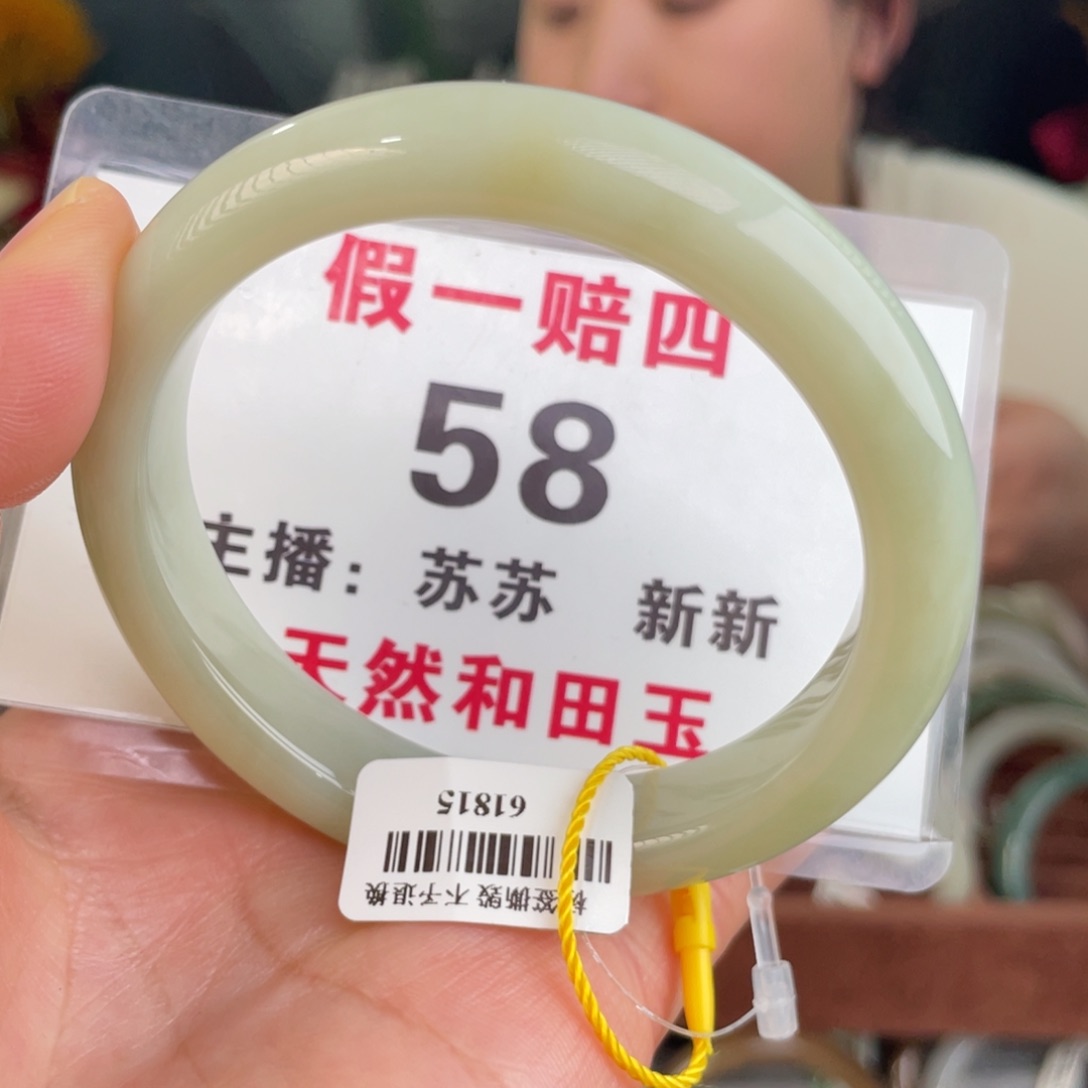 假一赔四
58
主播：苏苏 新新
天然和田玉
61815
标签撕毁 不予退换